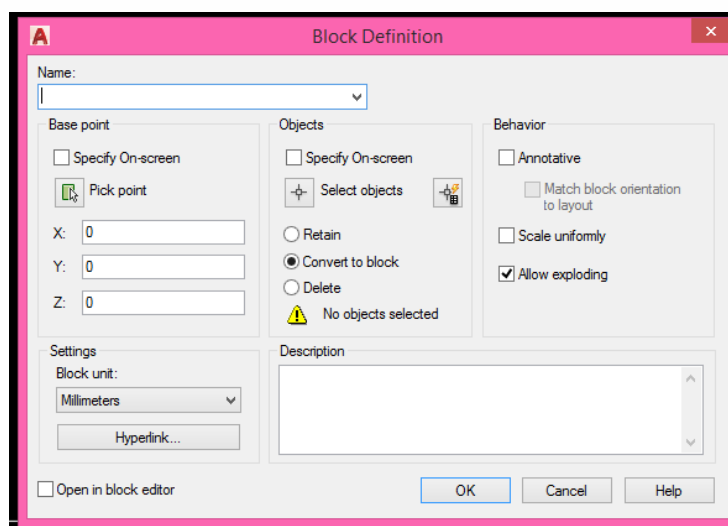 Block Definition
Name:
Base point
Specify On-screen
Pick point
X: 0
Y: 0
Z: 0
Objects
Specify On-screen
Select objects
Retain
Convert to block
Delete
No objects selected
Behavior
Annotative
Match block orientation
to layout
Scale uniformly
Allow exploding
Settings
Block unit:
Millimeters
Hyperlink...
Description
Open in block editor
OK
Cancel
Help